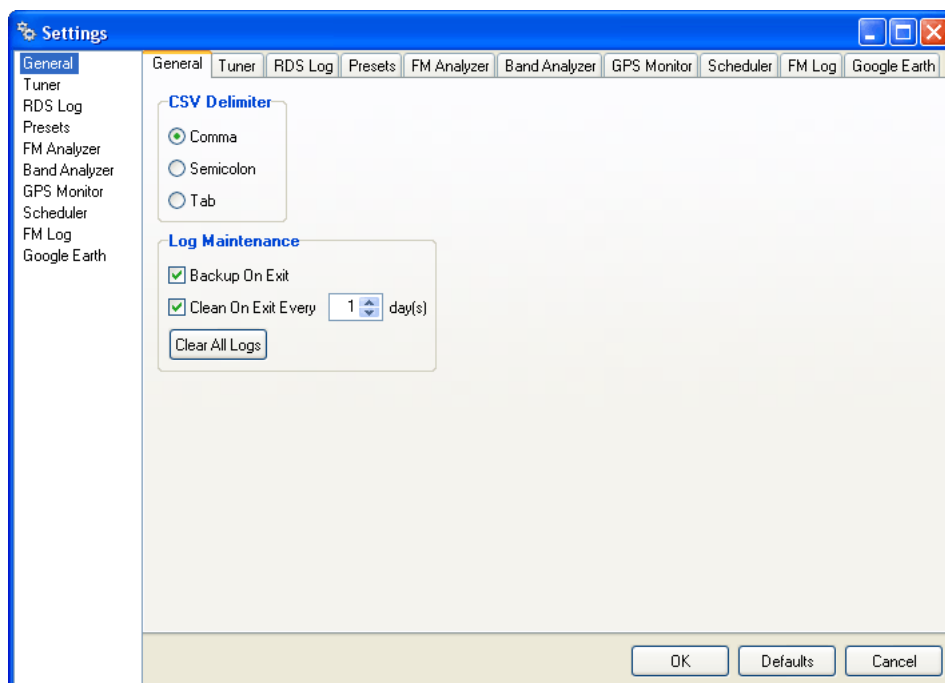 Settings
General
Tuner
RDS Log
Presets
FM Analyzer
Band Analyzer
GPS Monitor
Scheduler
FM Log
Google Earth
General Tuner RDS Log Presets FM Analyzer Band Analyzer GPS Monitor Scheduler FM Log Google Earth
CSV Delimiter
Comma
Semicolon
Tab
Log Maintenance
Backup On Exit
Clean On Exit Every 1 day(s)
Clear All Logs
OK Defaults Cancel